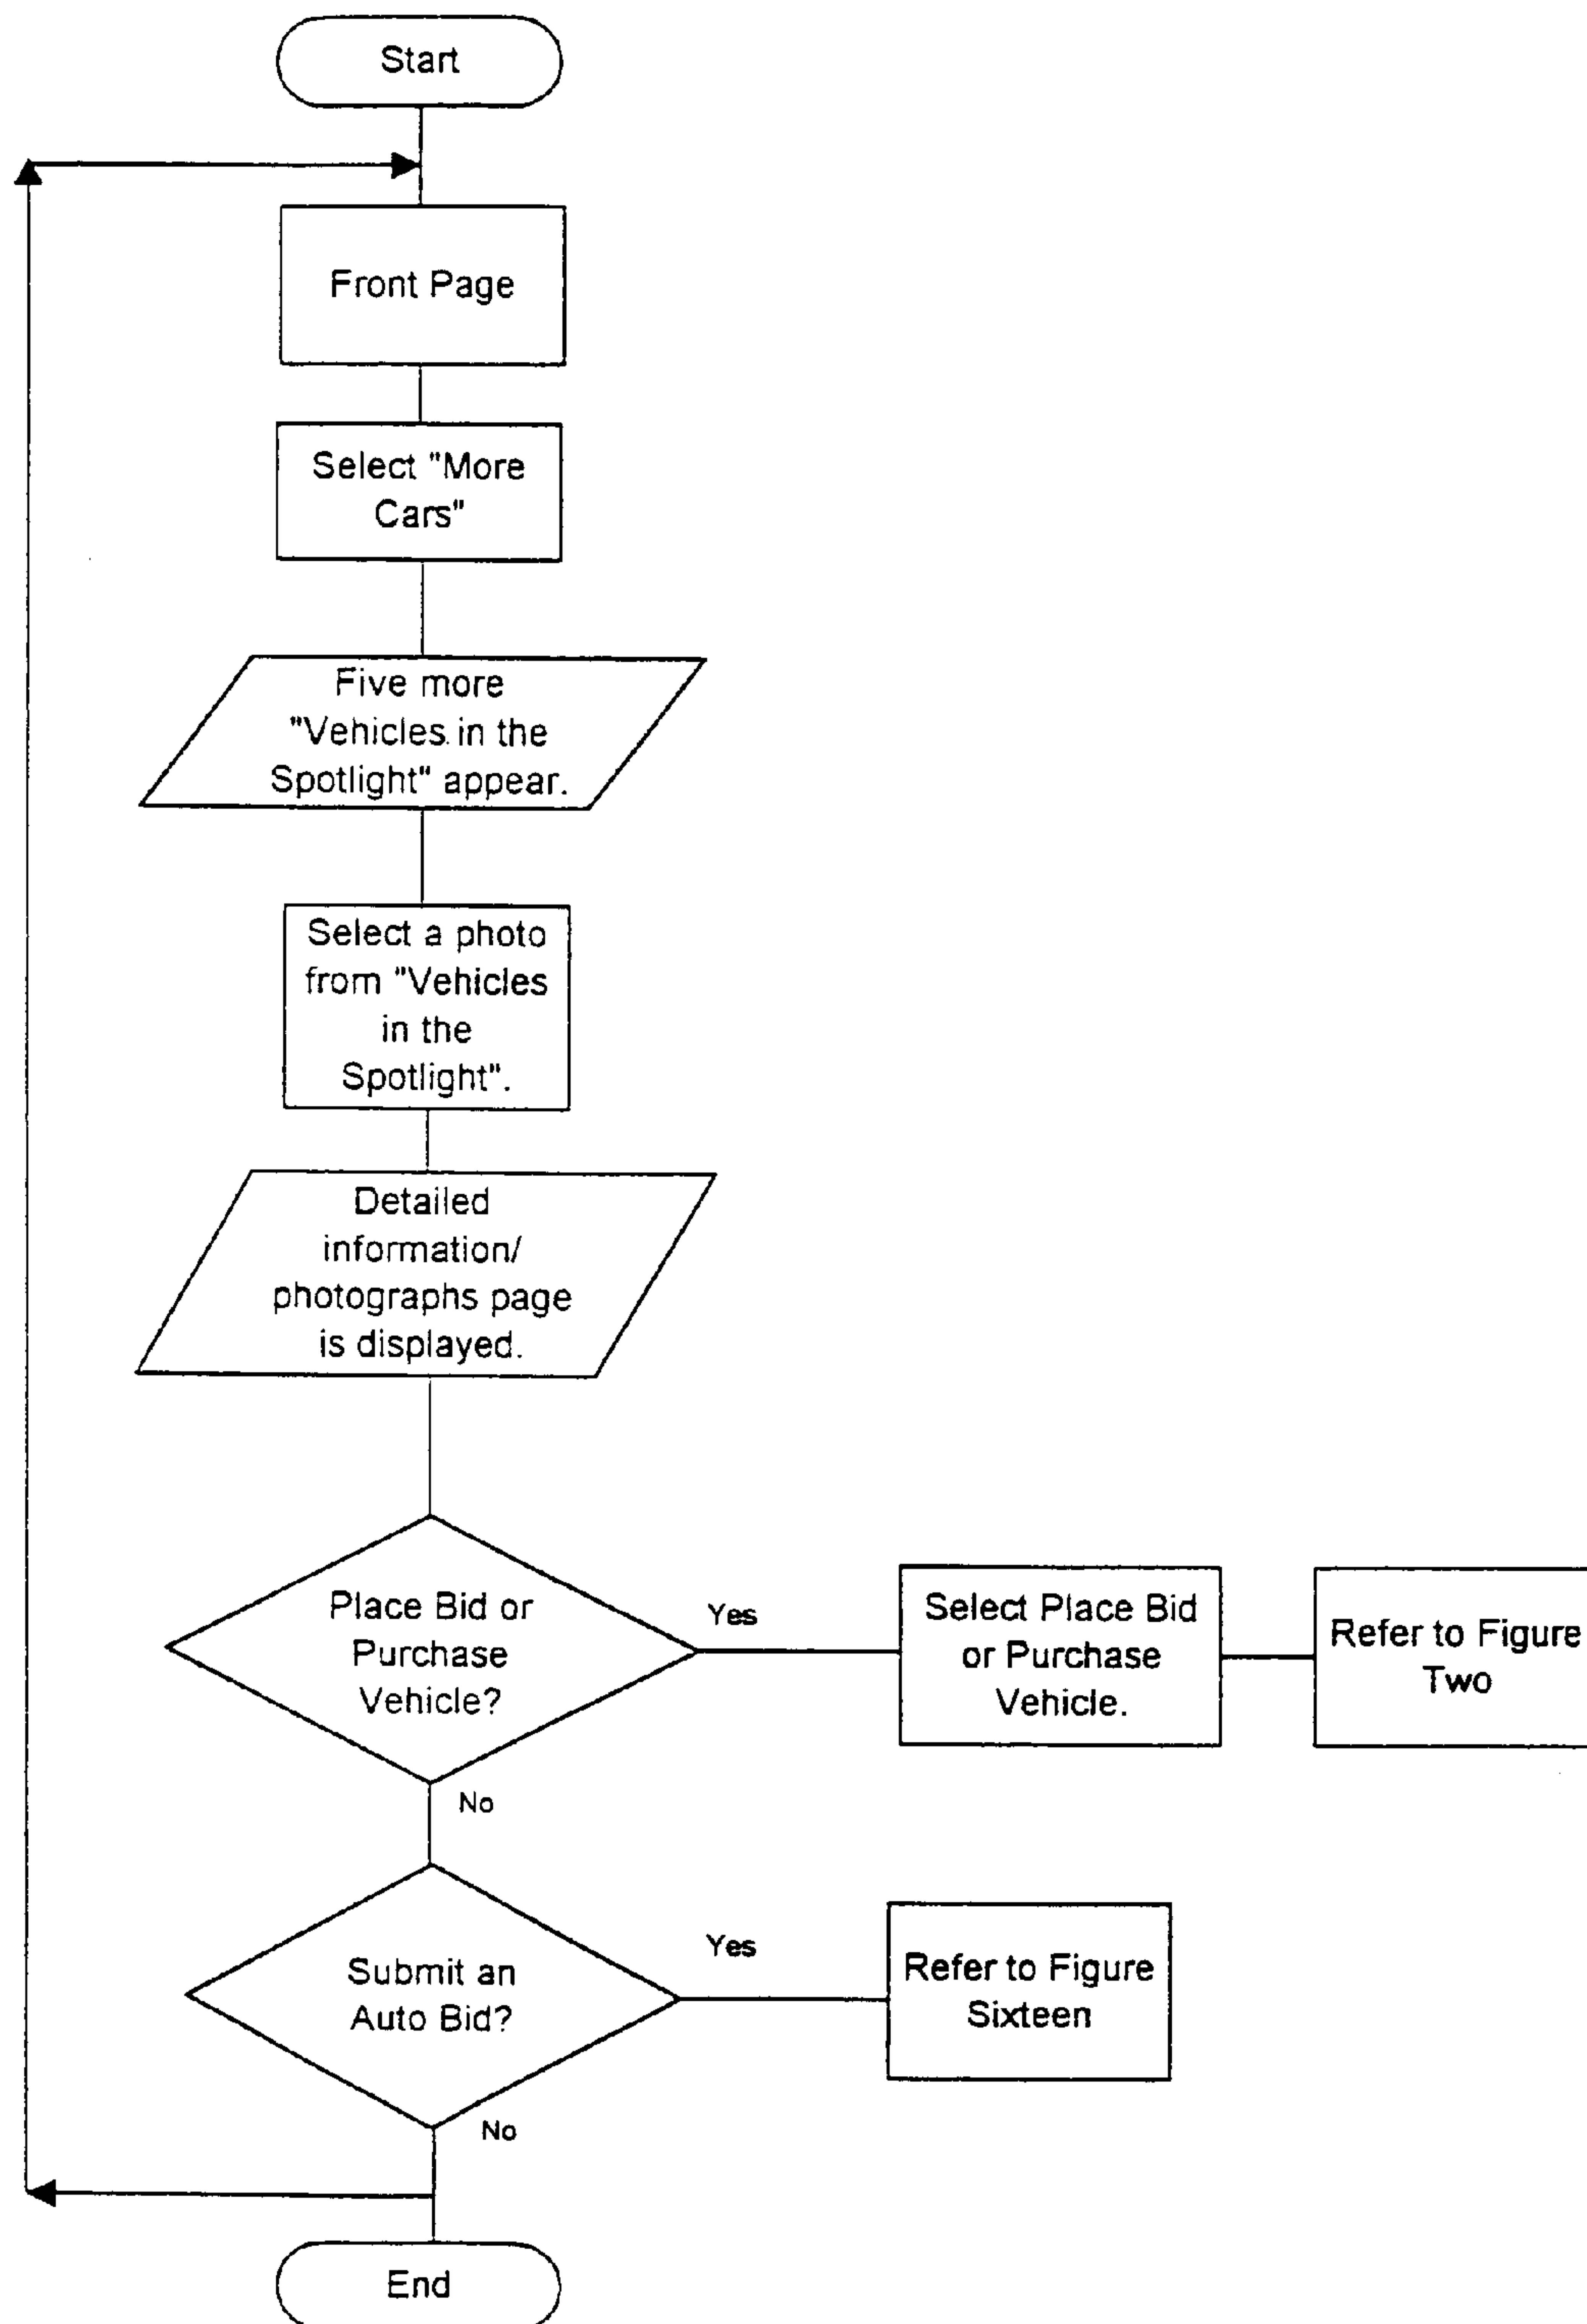 Start
Front Page
Select "More
Cars"
Five more
"Vehicles in the
Spotlight" appear.
Select a photo
from "Vehicles
in the
Spotlight".
Detailed
information/
photographs page
is displayed.
Place Bid or
Purchase
Vehicle?
Yes
Select Place Bid
or Purchase
Vehicle.
Refer to Figure
Two
No
Submit an
Auto Bid?
Yes
Refer to Figure
Sixteen
No
End